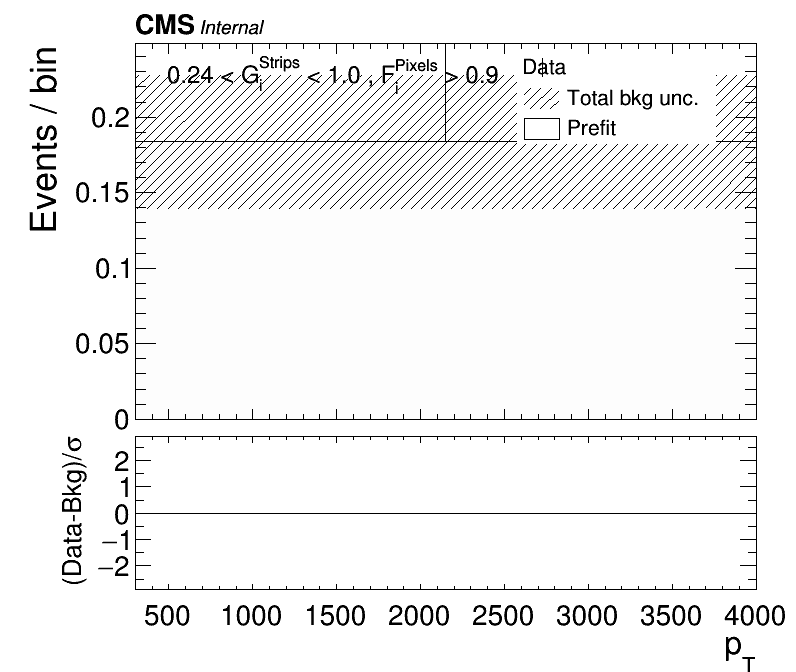 CMS Internal
0.24 < G_i^Strips < 1.0 , F_i^Pixels > 0.9
Data
Total bkg unc.
Prefit
Events / bin
0.2
0.15
0.1
0.05
0
(Data-Bkg)/σ
2
1
0
−1
−2
500 1000 1500 2000 2500 3000 3500 4000
p_T